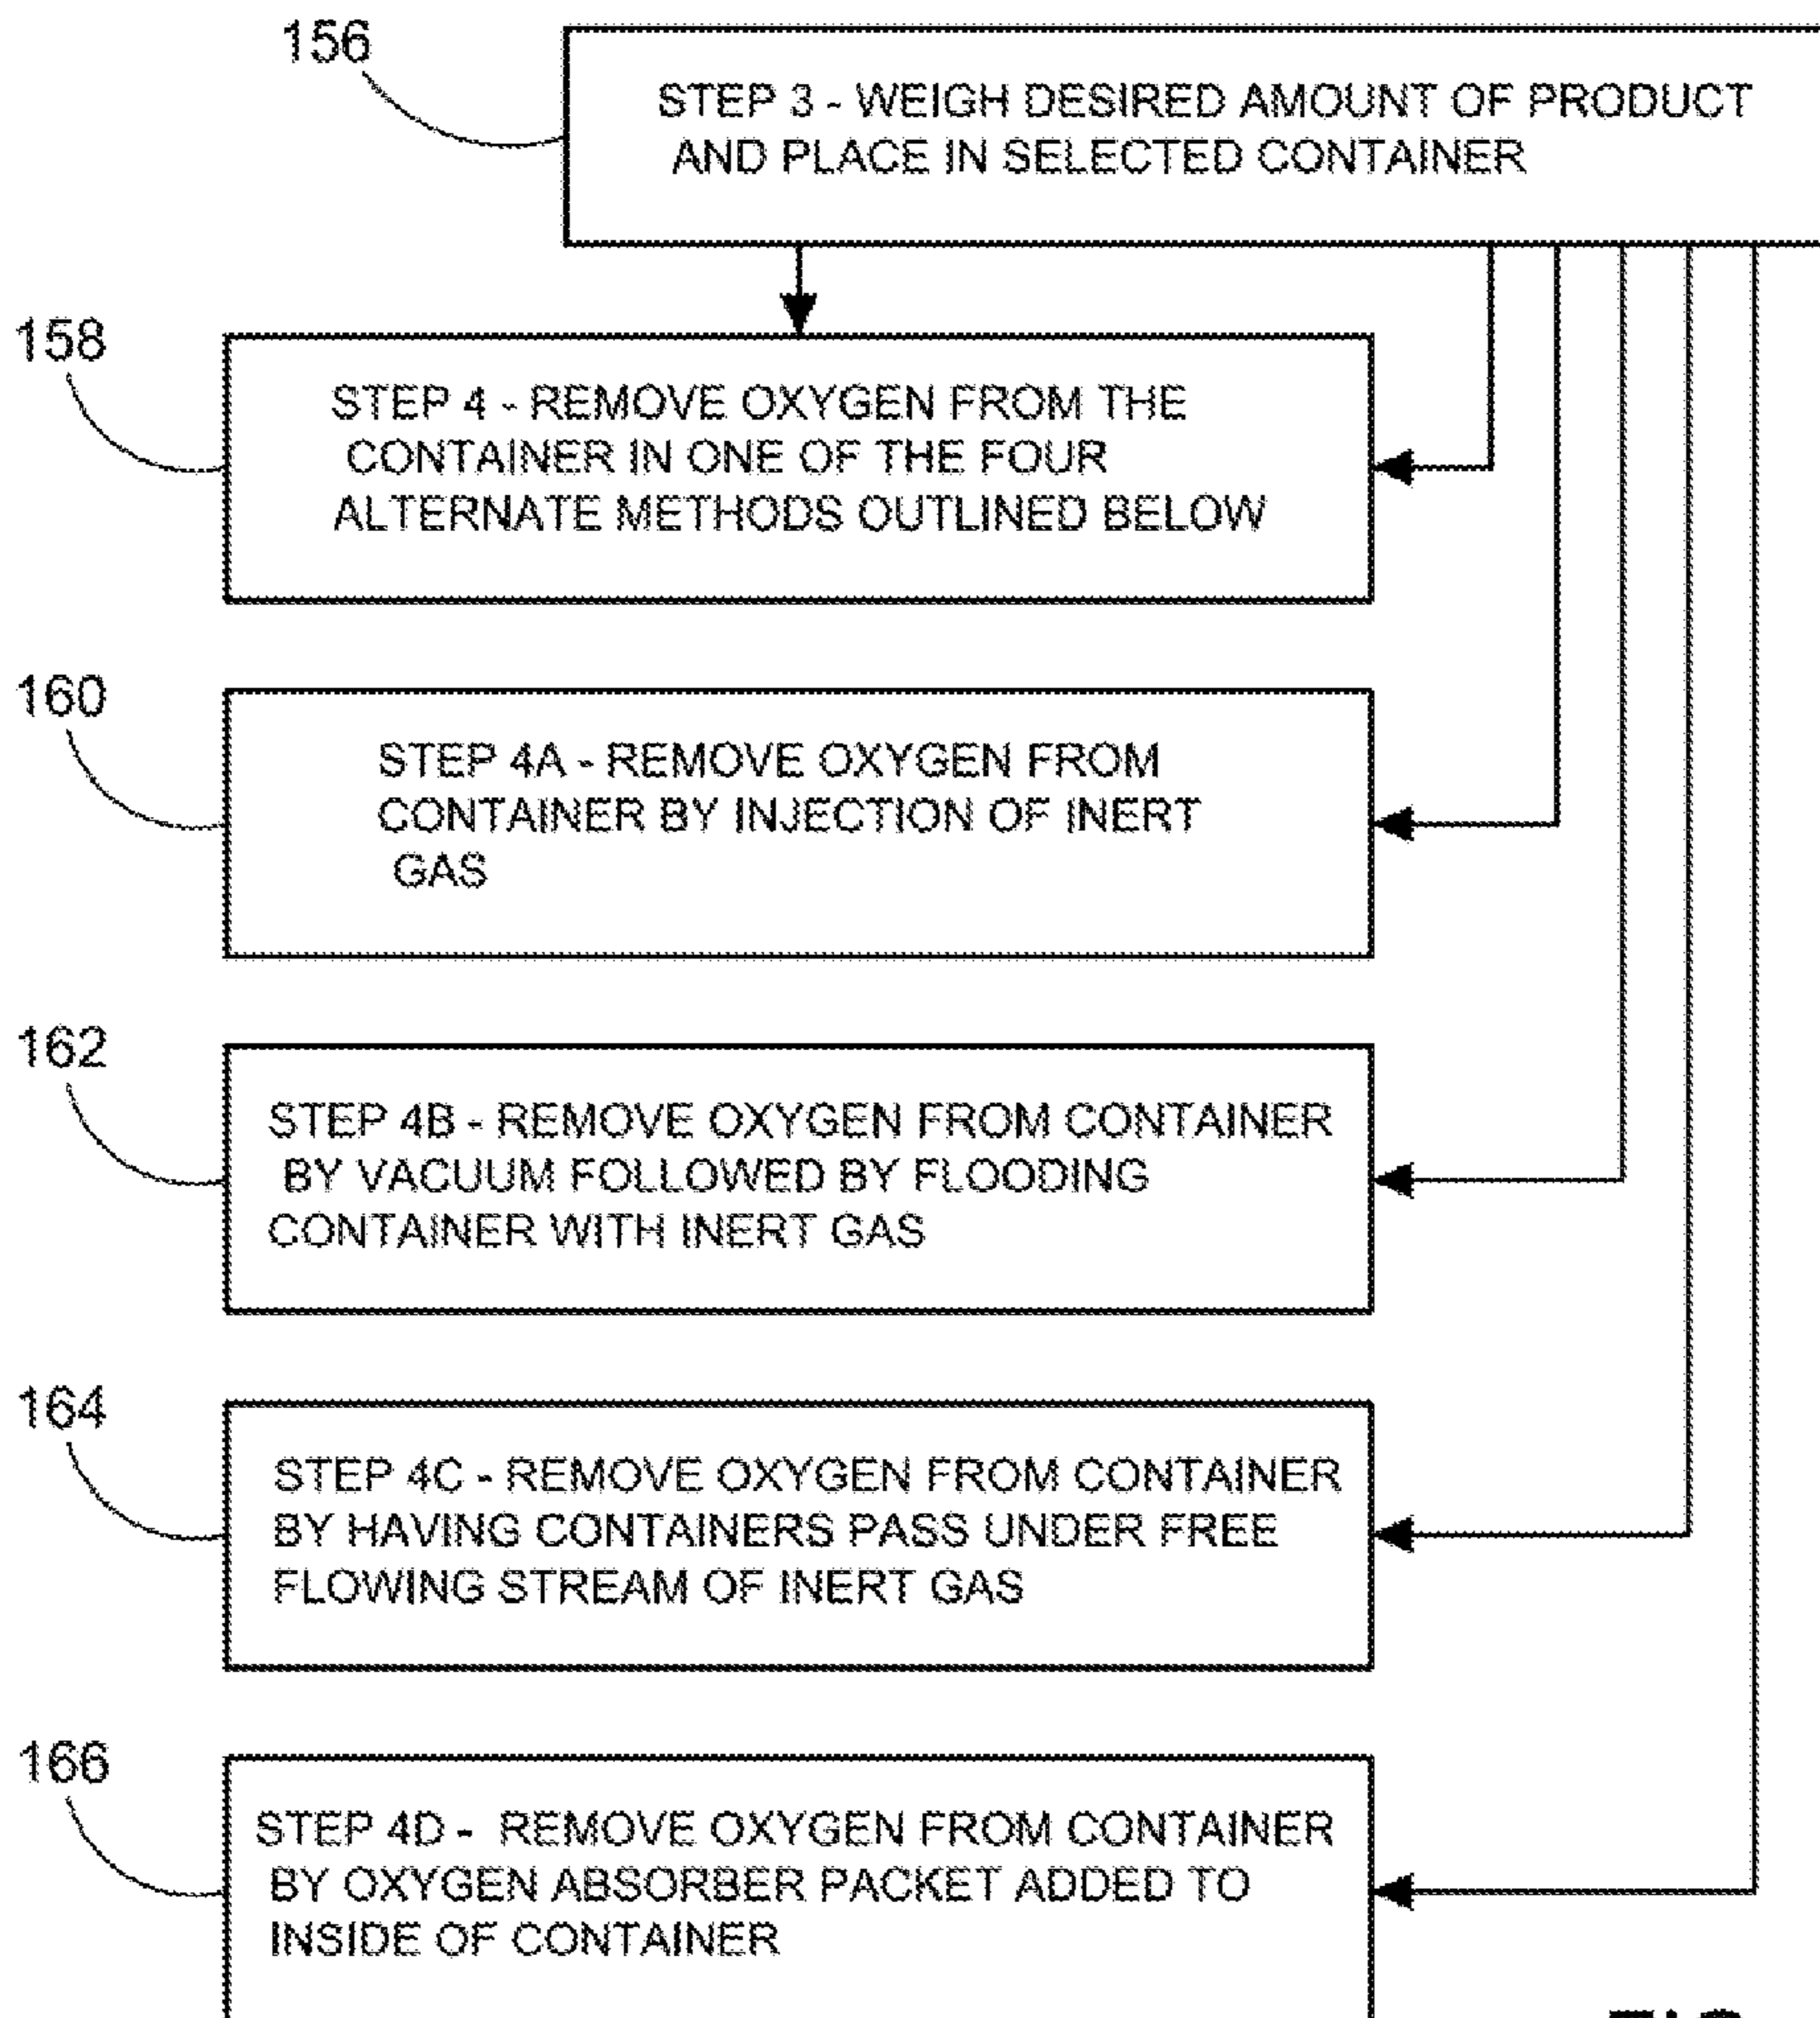 156
STEP 3 - WEIGH DESIRED AMOUNT OF PRODUCT
AND PLACE IN SELECTED CONTAINER
158
STEP 4 - REMOVE OXYGEN FROM THE
CONTAINER IN ONE OF THE FOUR
ALTERNATE METHODS OUTLINED BELOW
160
STEP 4A - REMOVE OXYGEN FROM
CONTAINER BY INJECTION OF INERT
GAS
162
STEP 4B - REMOVE OXYGEN FROM CONTAINER
BY VACUUM FOLLOWED BY FLOODING
CONTAINER WITH INERT GAS
164
STEP 4C - REMOVE OXYGEN FROM CONTAINER
BY HAVING CONTAINERS PASS UNDER FREE
FLOWING STREAM OF INERT GAS
166
STEP 4D - REMOVE OXYGEN FROM CONTAINER
BY OXYGEN ABSORBER PACKET ADDED TO
INSIDE OF CONTAINER